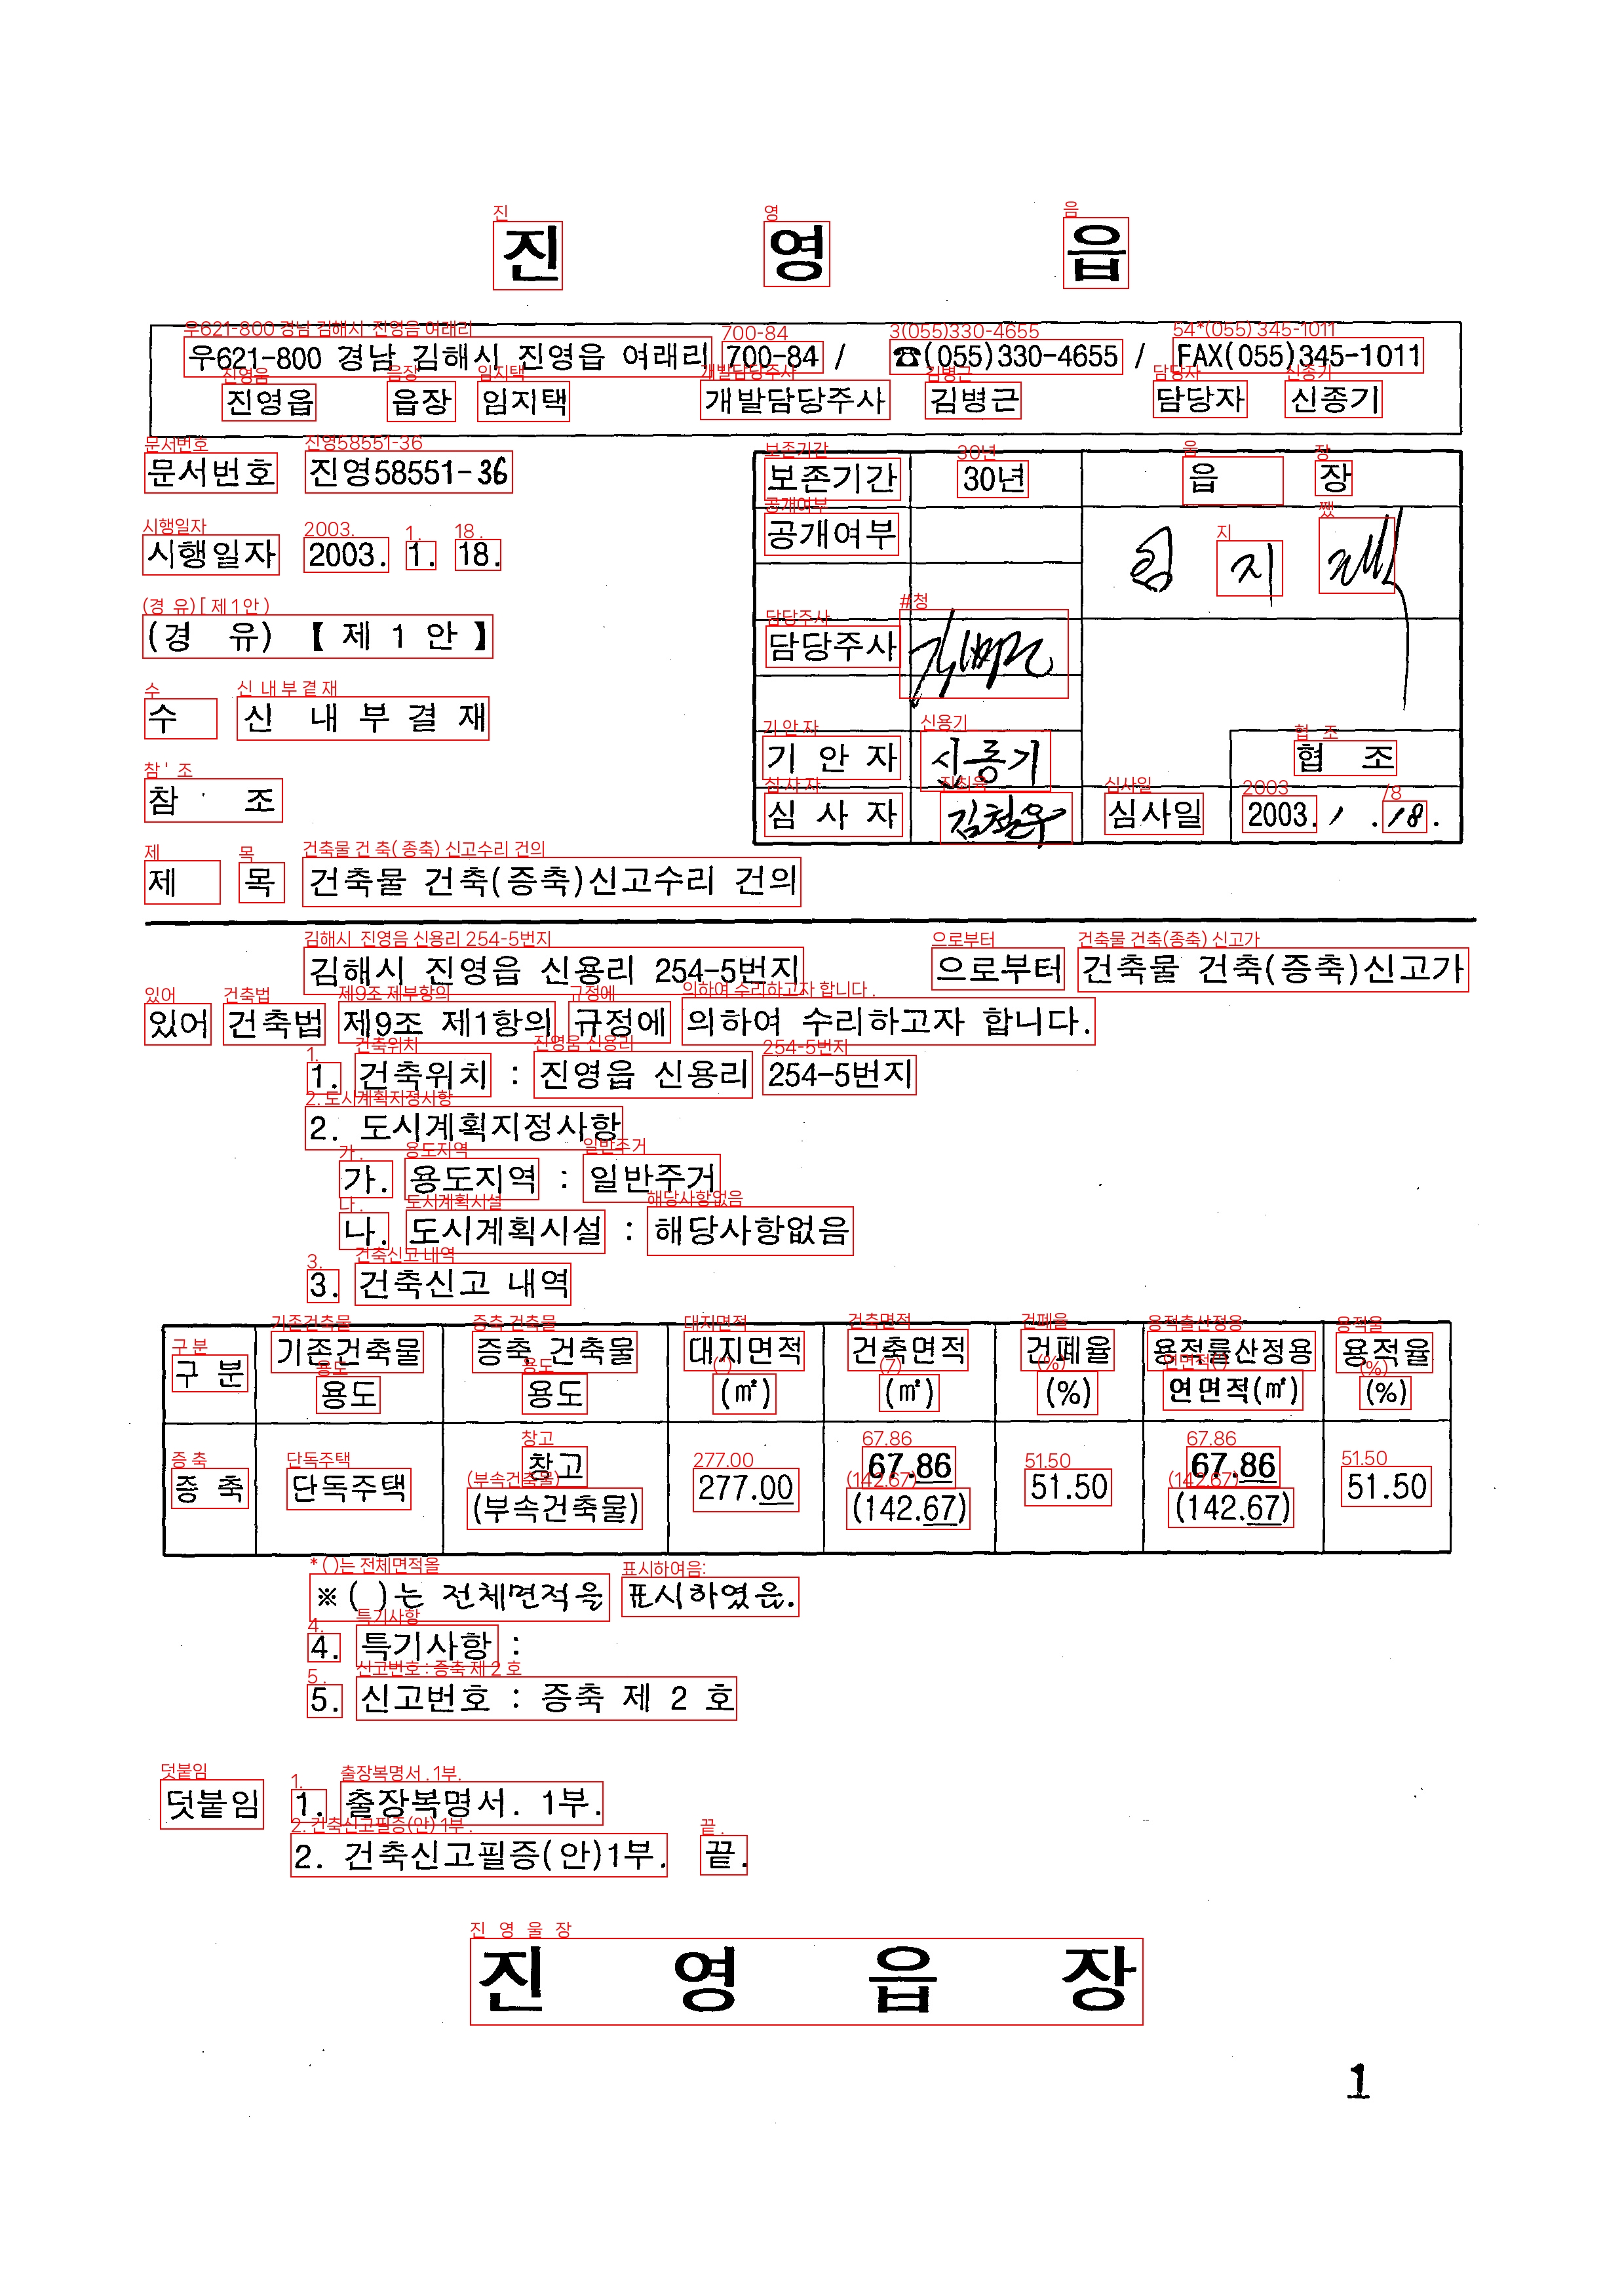 진 영 읍
우621-800 경남 김해시 진영읍 여래리 700-84 / ☎(055)330-4655 / FAX(055)345-1011
진영읍 읍장 임지택 개발담당주사 김병근 담당자 신종기
문서번호 진영58551-36
시행일자 2003. 1. 18.
(경 유) 【제 1 안】
수 신 내 부 결 재
참 조
제 목 건축물 건축(증축)신고수리 건의
보존기간 30년 읍 장
공개여부
담당주사
기 안 자 신종기 협 조
심 사 자 김철우 심사일 2003. 1. 18.
김해시 진영읍 신용리 254-5번지 으로부터 건축물 건축(증축)신고가
있어 건축법 제9조 제1항의 규정에 의하여 수리하고자 합니다.
1. 건축위치 : 진영읍 신용리 254-5번지
2. 도시계획지정사항
가. 용도지역 : 일반주거
나. 도시계획시설 : 해당사항없음
3. 건축신고 내역
구 분 기존건축물 용도 증축 건축물 용도 대지면적 (㎡) 건축면적 (㎡) 건폐율 (%) 용적률산정용 연면적(㎡) 용적율 (%)
증 축 단독주택 창고 (부속건축물) 277.00 67.86 (142.67) 51.50 67.86 (142.67) 51.50
※( )는 전체면적을 표시하였음.
4. 특기사항 :
5. 신고번호 : 증축 제 2 호
덧붙임 1. 출장복명서. 1부.
2. 건축신고필증(안)1부. 끝.
진 영 읍 장
1